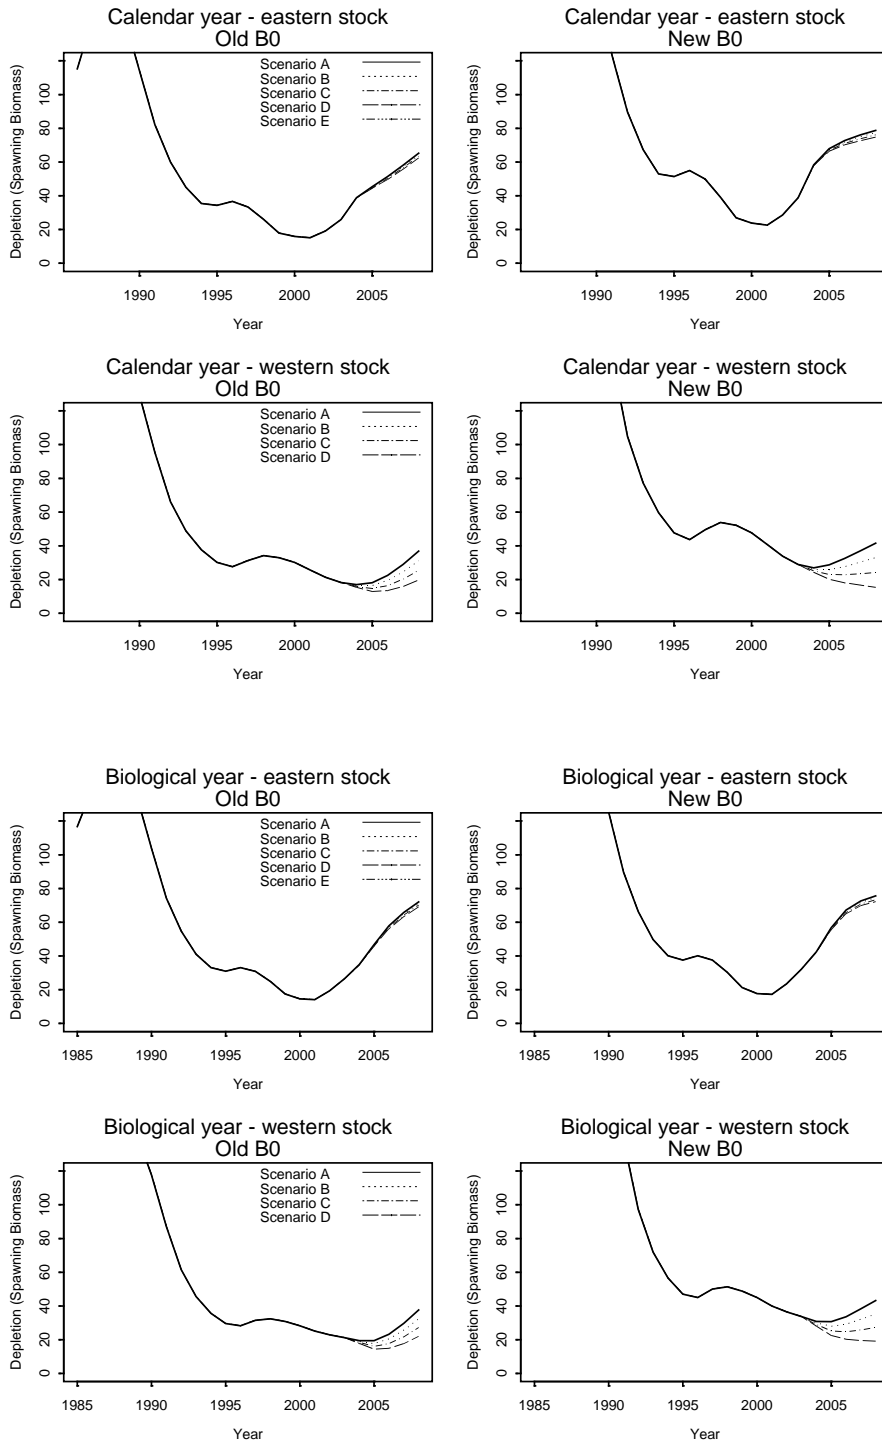 Calendar year - eastern stock
Old B0
Depletion (Spawning Biomass)
0 20 40 60 80 100
Scenario A
Scenario B
Scenario C
Scenario D
Scenario E
1990 1995 2000 2005
Year
Calendar year - eastern stock
New B0
Depletion (Spawning Biomass)
0 20 40 60 80 100
1990 1995 2000 2005
Year
Calendar year - western stock
Old B0
Depletion (Spawning Biomass)
0 20 40 60 80 100
Scenario A
Scenario B
Scenario C
Scenario D
1990 1995 2000 2005
Year
Calendar year - western stock
New B0
Depletion (Spawning Biomass)
0 20 40 60 80 100
1990 1995 2000 2005
Year
Biological year - eastern stock
Old B0
Depletion (Spawning Biomass)
0 20 40 60 80 100
Scenario A
Scenario B
Scenario C
Scenario D
Scenario E
1985 1990 1995 2000 2005
Year
Biological year - eastern stock
New B0
Depletion (Spawning Biomass)
0 20 40 60 80 100
1985 1990 1995 2000 2005
Year
Biological year - western stock
Old B0
Depletion (Spawning Biomass)
0 20 40 60 80 100
Scenario A
Scenario B
Scenario C
Scenario D
1985 1990 1995 2000 2005
Year
Biological year - western stock
New B0
Depletion (Spawning Biomass)
0 20 40 60 80 100
1985 1990 1995 2000 2005
Year